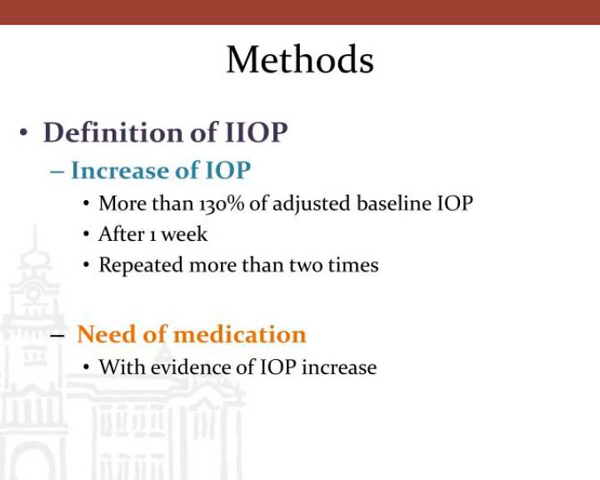 Methods
• Definition of IIOP
– Increase of IOP
• More than 130% of adjusted baseline IOP
• After 1 week
• Repeated more than two times
– Need of medication
• With evidence of IOP increase